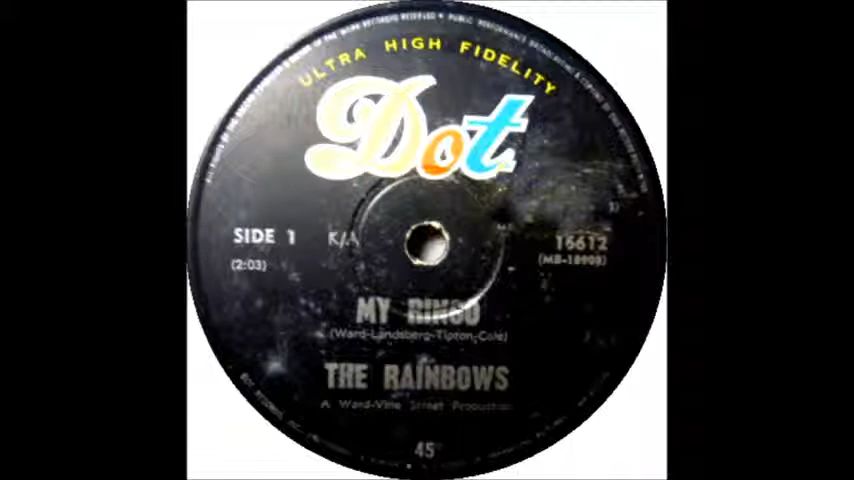 ULTRA HIGH FIDELITY
Dot.
SIDE 1 K/A 16612
(2:03) (MB-18908)
MY RINGO
(Ward-Landsberg-Tipton-Cole)
THE RAINBOWS
A Ward-Vine Street Production
45